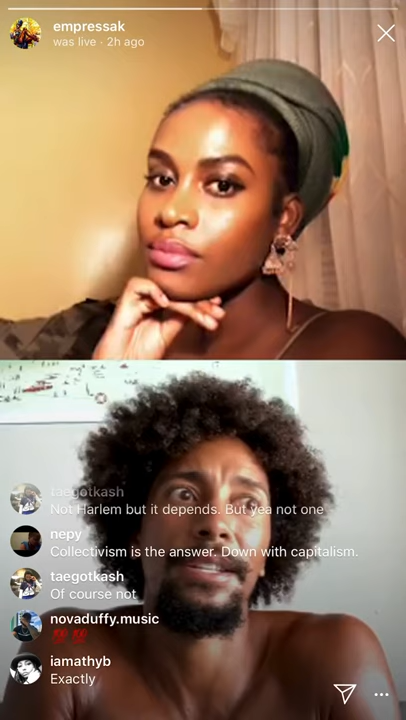 empressak
was live · 2h ago
taegotkash
Not Harlem but it depends. But yea not one
nepy
Collectivism is the answer. Down with capitalism.
taegotkash
Of course not
novaduffy.music
💯 💯
iamathyb
Exactly